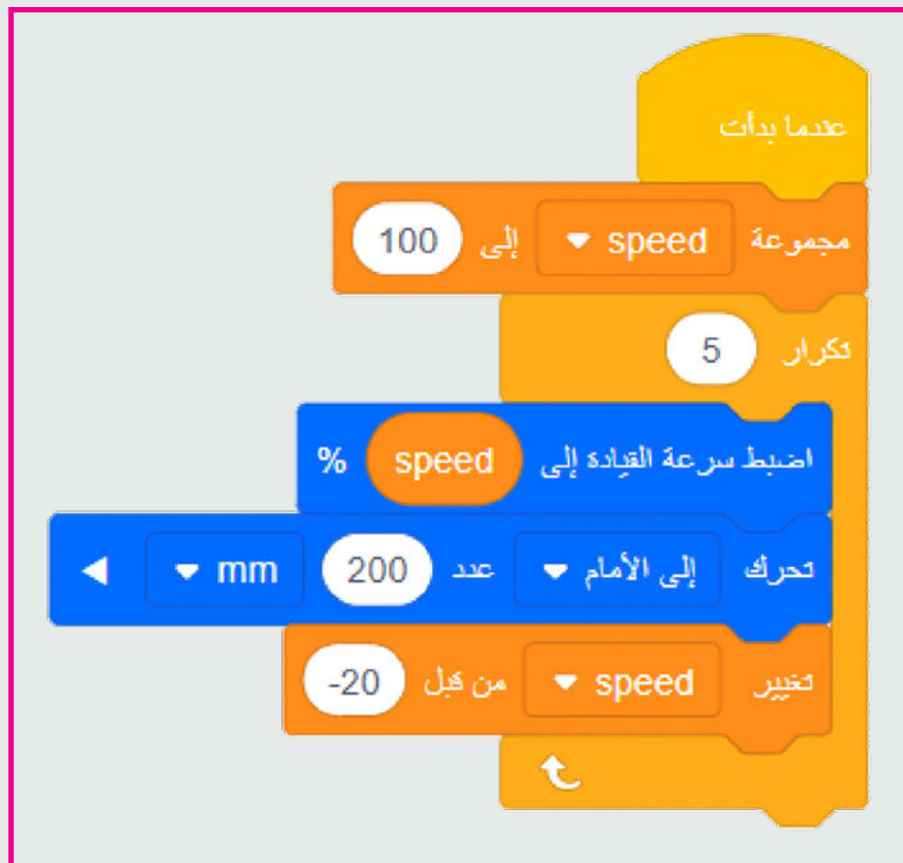 عندما بدأت
مجموعة speed إلى 100
تكرار 5
اضبط سرعة القيادة إلى speed %
تحرك إلى الأمام عدد 200 mm
تغيير speed من قبل -20